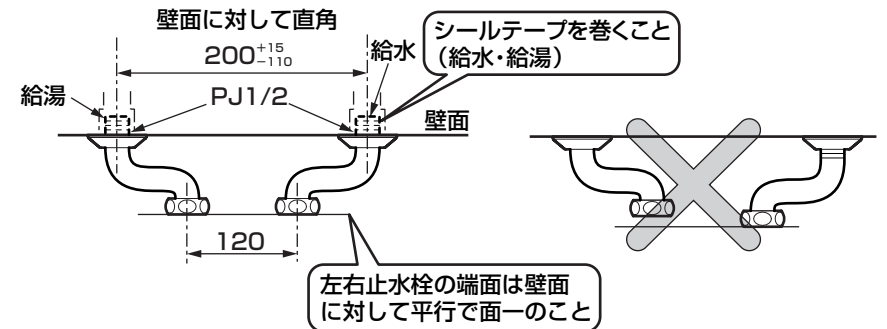 壁面に対して直角
200 +15 -110
給水
シールテープを巻くこと
(給水・給湯)
給湯
PJ1/2
壁面
120
左右止水栓の端面は壁面
に対して平行で面一のこと